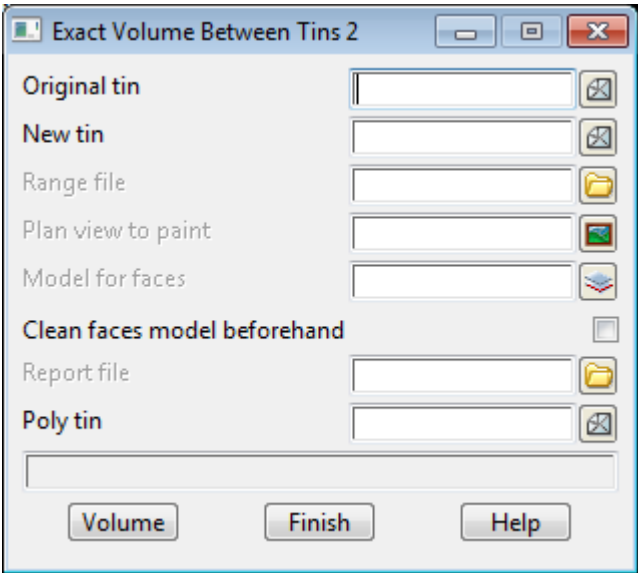 Exact Volume Between Tins 2
Original tin
New tin
Range file
Plan view to paint
Model for faces
Clean faces model beforehand
Report file
Poly tin
Volume Finish Help